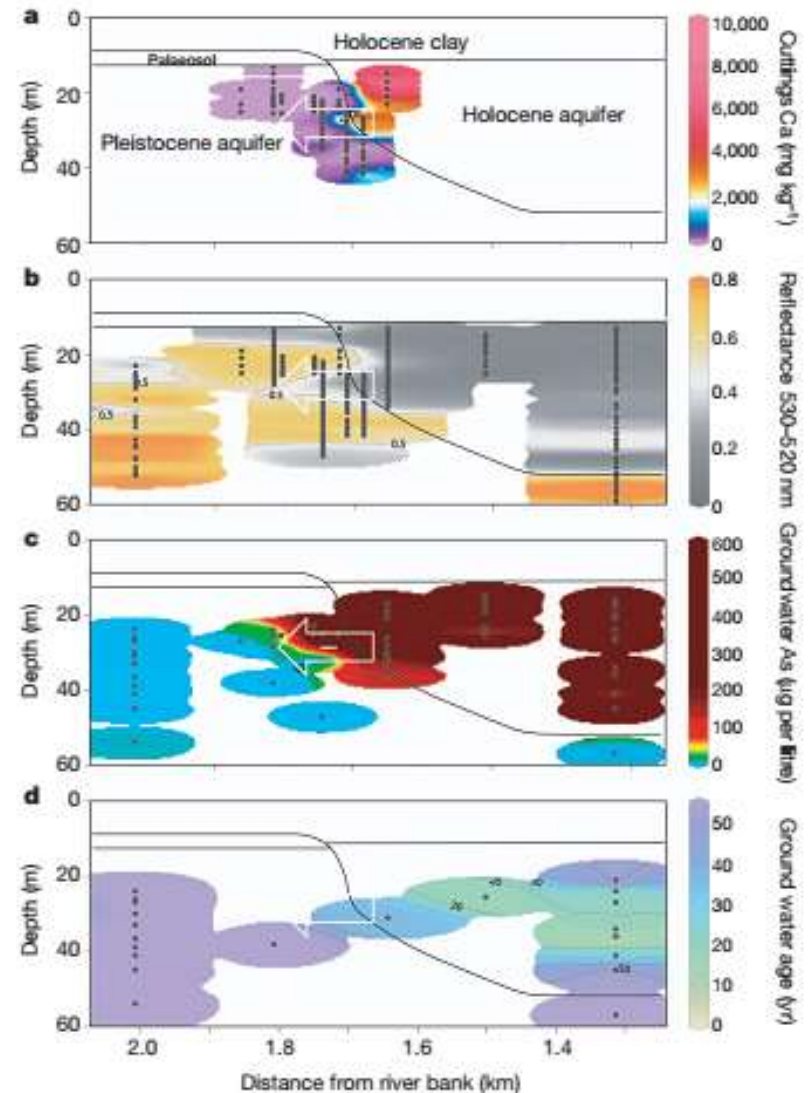 a
0
20
40
60
Depth (m)
Holocene clay
Palaeosol
Pleistocene aquifer
Holocene aquifer
10,000
8,000
6,000
4,000
2,000
0
Cuttings Ca (mg kg⁻¹)
b
0
20
40
60
Depth (m)
0.5
0.5
0.5
0.5
0.8
0.6
0.4
0.2
0
Reflectance 530–520 nm
c
0
20
40
60
Depth (m)
600
500
400
300
200
100
0
Groundwater As (µg per litre)
d
0
20
40
60
Depth (m)
50
40
30
20
10
0
Ground water age (yr)
2.0
1.8
1.6
1.4
Distance from river bank (km)